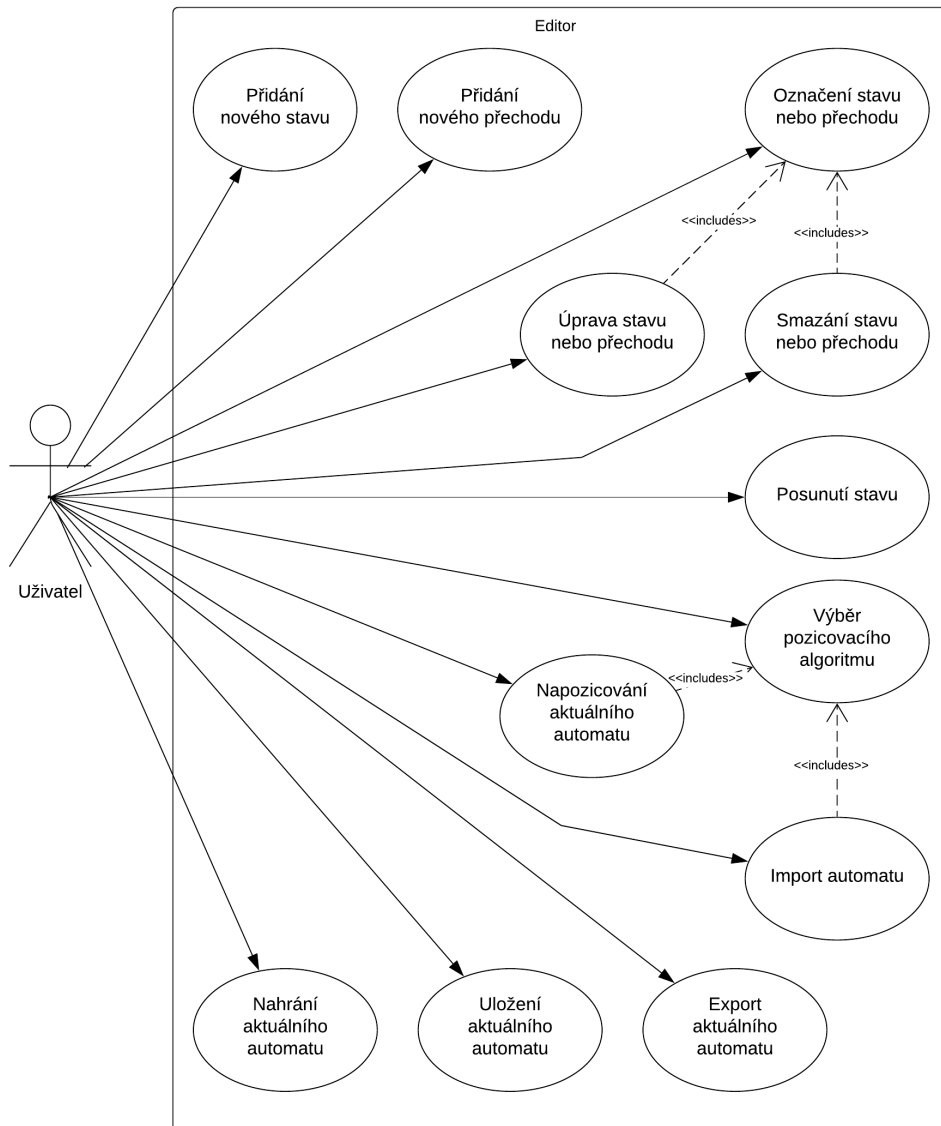 Editor
Přidání
nového stavu
Přidání
nového přechodu
Označení stavu
nebo přechodu
<<includes>>
<<includes>>
Úprava stavu
nebo přechodu
Smazání stavu
nebo přechodu
Posunutí stavu
Uživatel
Výběr
pozicovacího
algoritmu
<<includes>>
Napozicování
aktuálního
automatu
<<includes>>
Import automatu
Nahrání
aktuálního
automatu
Uložení
aktuálního
automatu
Export
aktuálního
automatu